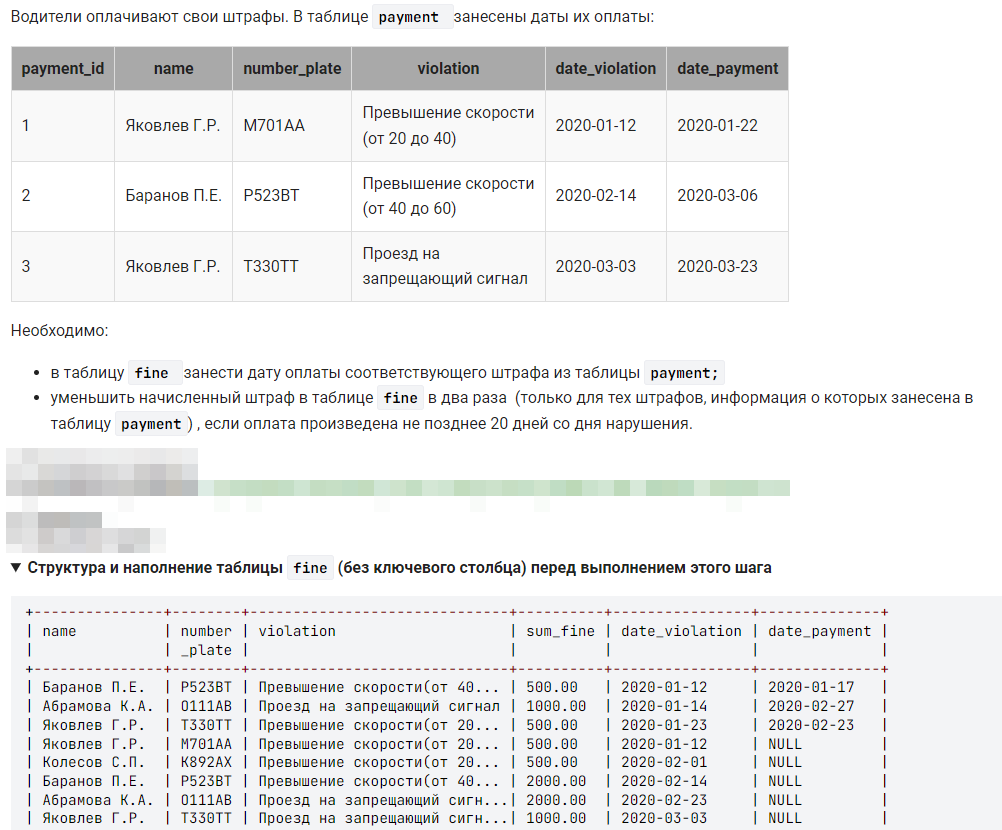 Водители оплачивают свои штрафы. В таблице payment занесены даты их оплаты:
payment_id name number_plate violation date_violation date_payment
1 Яковлев Г.Р. М701АА Превышение скорости (от 20 до 40) 2020-01-12 2020-01-22
2 Баранов П.Е. Р523ВТ Превышение скорости (от 40 до 60) 2020-02-14 2020-03-06
3 Яковлев Г.Р. Т330ТТ Проезд на запрещающий сигнал 2020-03-03 2020-03-23
Необходимо:
• в таблицу fine занести дату оплаты соответствующего штрафа из таблицы payment;
• уменьшить начисленный штраф в таблице fine в два раза (только для тех штрафов, информация о которых занесена в
таблицу payment) , если оплата произведена не позднее 20 дней со дня нарушения.
▼ Структура и наполнение таблицы fine (без ключевого столбца) перед выполнением этого шага
+---------------+--------+------------------------------+----------+----------------+--------------+
| name | number | violation | sum_fine | date_violation | date_payment |
| | _plate | | | | |
+---------------+--------+------------------------------+----------+----------------+--------------+
| Баранов П.Е. | Р523ВТ | Превышение скорости(от 40... | 500.00 | 2020-01-12 | 2020-01-17 |
| Абрамова К.А. | О111АВ | Проезд на запрещающий сигнал | 1000.00 | 2020-01-14 | 2020-02-27 |
| Яковлев Г.Р. | Т330ТТ | Превышение скорости(от 20... | 500.00 | 2020-01-23 | 2020-02-23 |
| Яковлев Г.Р. | М701АА | Превышение скорости(от 20... | 500.00 | 2020-01-12 | NULL |
| Колесов С.П. | К892АХ | Превышение скорости(от 20... | 500.00 | 2020-02-01 | NULL |
| Баранов П.Е. | Р523ВТ | Превышение скорости(от 40... | 2000.00 | 2020-02-14 | NULL |
| Абрамова К.А. | О111АВ | Проезд на запрещающий сигн...| 2000.00 | 2020-02-23 | NULL |
| Яковлев Г.Р. | Т330ТТ | Проезд на запрещающий сигн...| 1000.00 | 2020-03-03 | NULL |